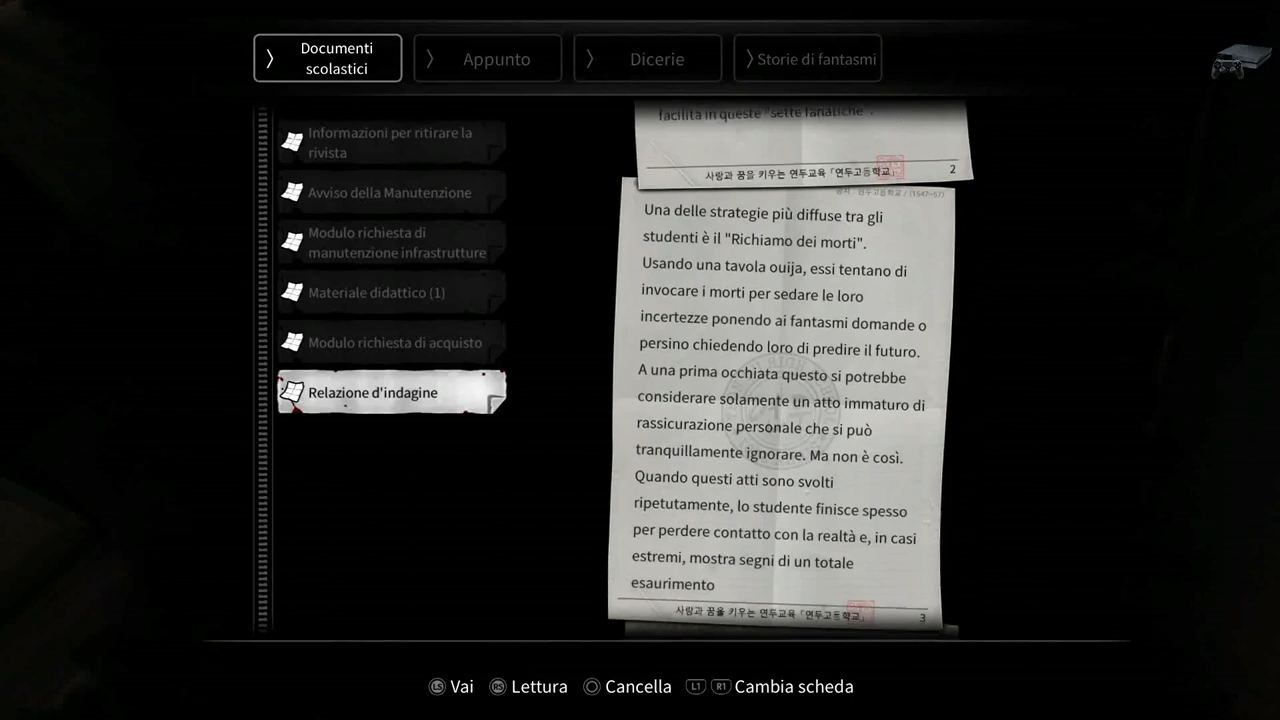 Documenti
scolastici
Appunto
Dicerie
Storie di fantasmi
Informazioni per ritirare la
rivista
Avviso della Manutenzione
Modulo richiesta di
manutenzione infrastrutture
Materiale didattico (1)
Modulo richiesta di acquisto
Relazione d'indagine
facilità in queste "sette fanatiche".
사랑과 꿈을 키우는 연두교육 「연두고등학교」
2
Una delle strategie più diffuse tra gli
studenti è il "Richiamo dei morti".
Usando una tavola ouija, essi tentano di
invocare i morti per sedare le loro
incertezze ponendo ai fantasmi domande o
persino chiedendo loro di predire il futuro.
A una prima occhiata questo si potrebbe
considerare solamente un atto immaturo di
rassicurazione personale che si può
tranquillamente ignorare. Ma non è così.
Quando questi atti sono svolti
ripetutamente, lo studente finisce spesso
per perdere contatto con la realtà e, in casi
estremi, mostra segni di un totale
esaurimento
사랑과 꿈을 키우는 연두교육 「연두고등학교」
3
LS Vai RS Lettura Cancella L1 R1 Cambia scheda